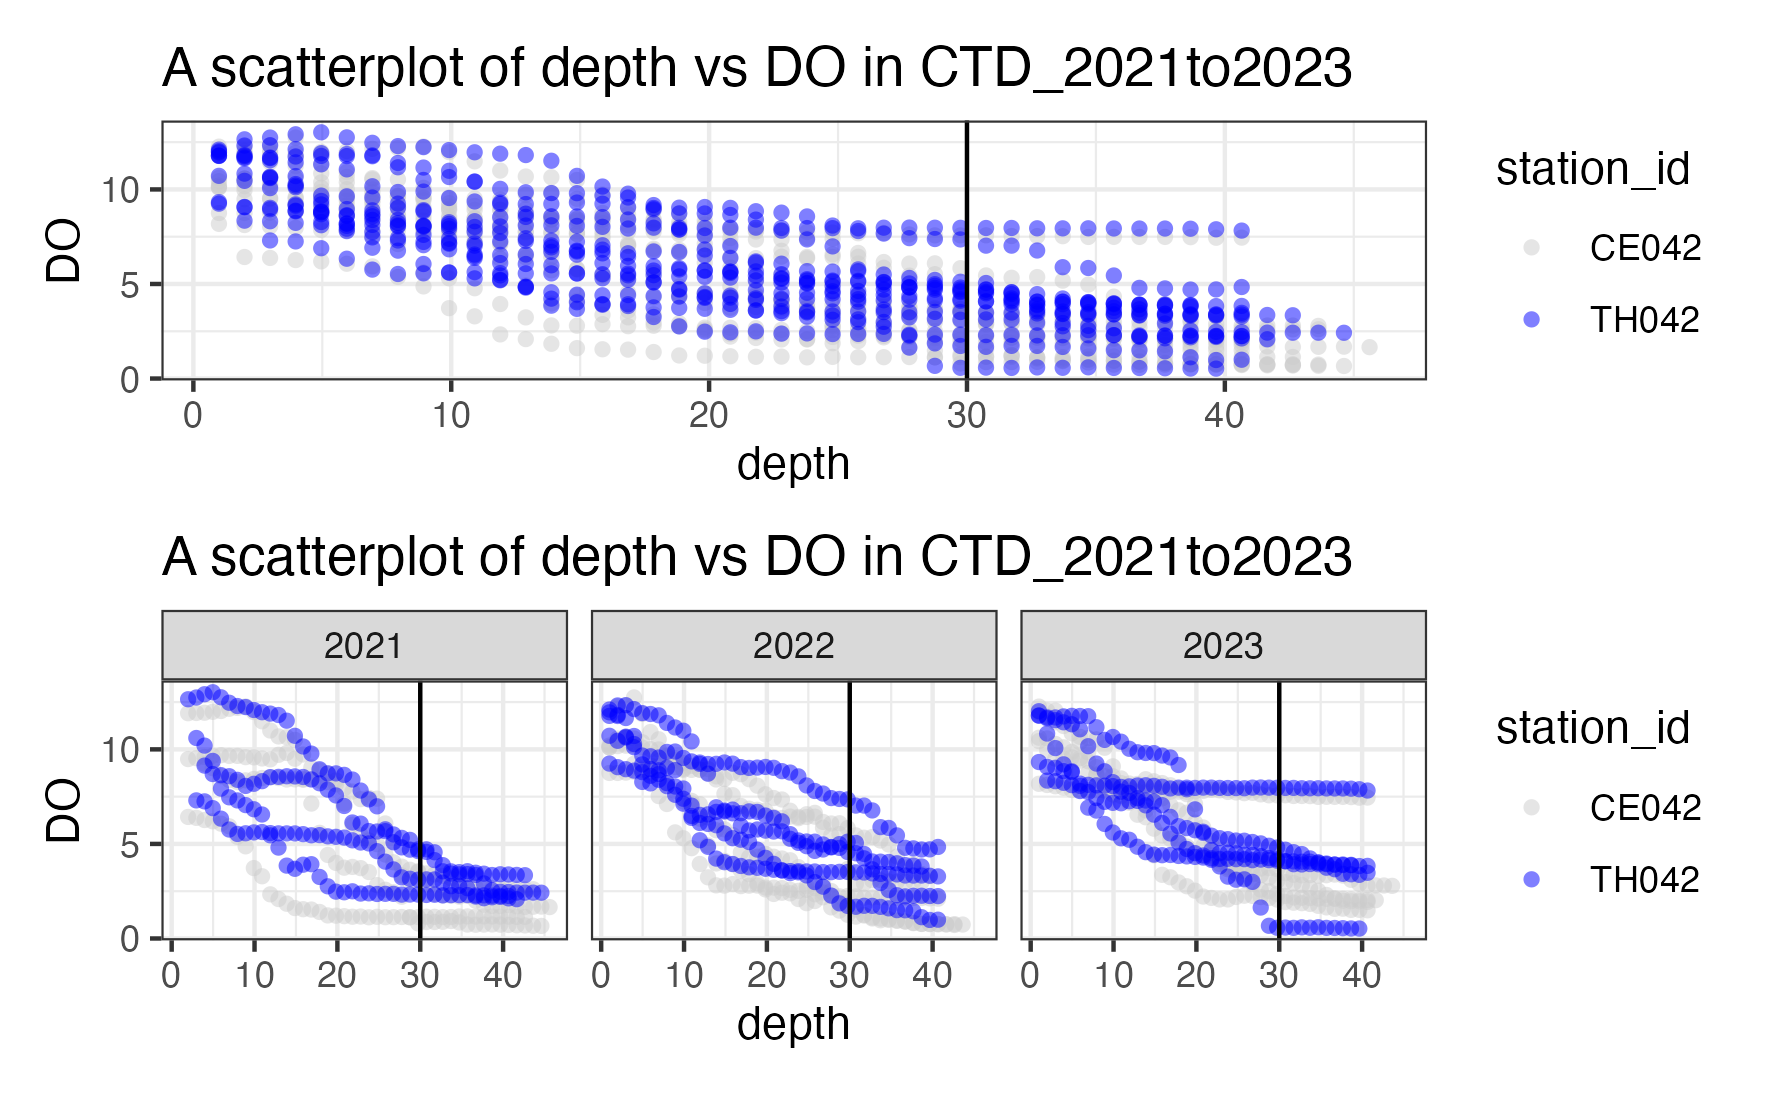 A scatterplot of depth vs DO in CTD_2021to2023
DO
10
5
0
0 10 20 30 40
depth
station_id
CE042
TH042
A scatterplot of depth vs DO in CTD_2021to2023
2021 2022 2023
DO
10
5
0
0 10 20 30 40 0 10 20 30 40 0 10 20 30 40
depth
station_id
CE042
TH042